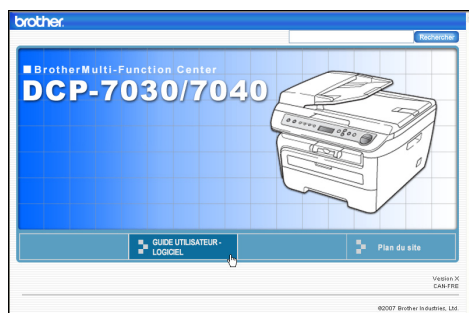 brother.
Rechercher
BrotherMulti-Function Center
DCP-7030/7040
GUIDE UTILISATEUR -
LOGICIEL
Plan du site
Version X
CAN-FRB
©2007 Brother Industries, Ltd.